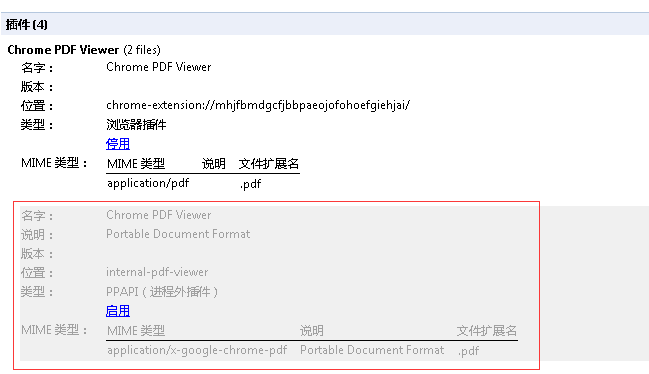 插件 (4)
Chrome PDF Viewer (2 files)
名字： Chrome PDF Viewer
版本：
位置： chrome-extension://mhjfbmdgcfjbbpaeojofohoefgiehjai/
类型： 浏览器插件
停用
MIME 类型： MIME 类型 说明 文件扩展名
application/pdf .pdf
名字： Chrome PDF Viewer
说明： Portable Document Format
版本：
位置： internal-pdf-viewer
类型： PPAPI（进程外插件）
启用
MIME 类型： MIME 类型 说明 文件扩展名
application/x-google-chrome-pdf Portable Document Format .pdf